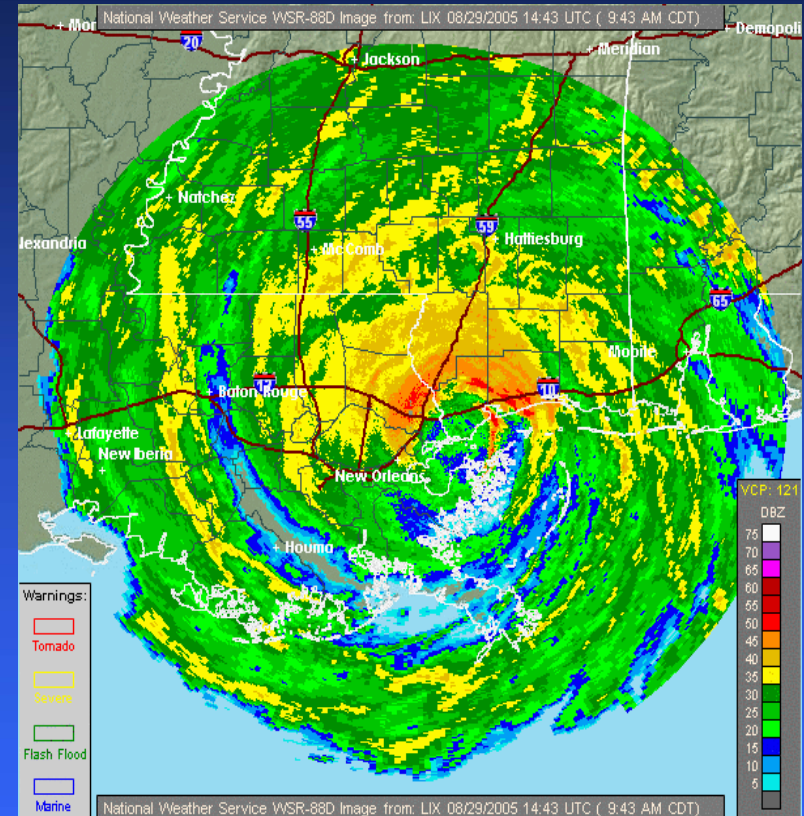 National Weather Service WSR-88D Image from: LIX 08/29/2005 14:43 UTC ( 9:43 AM CDT)
Mor
20
Demopoli
Meridian
Jackson
Natchez
55
59
Hattiesburg
McComb
lexandria
65
Mobile
10
12
Baton Rouge
Lafayette
New Iberia
New Orleans
VCP: 121
DBZ
75
70
65
60
55
50
45
40
35
30
25
20
15
10
5
Houma
Warnings:
Tornado
Severe
Flash Flood
Marine
National Weather Service WSR-88D Image from: LIX 08/29/2005 14:43 UTC ( 9:43 AM CDT)